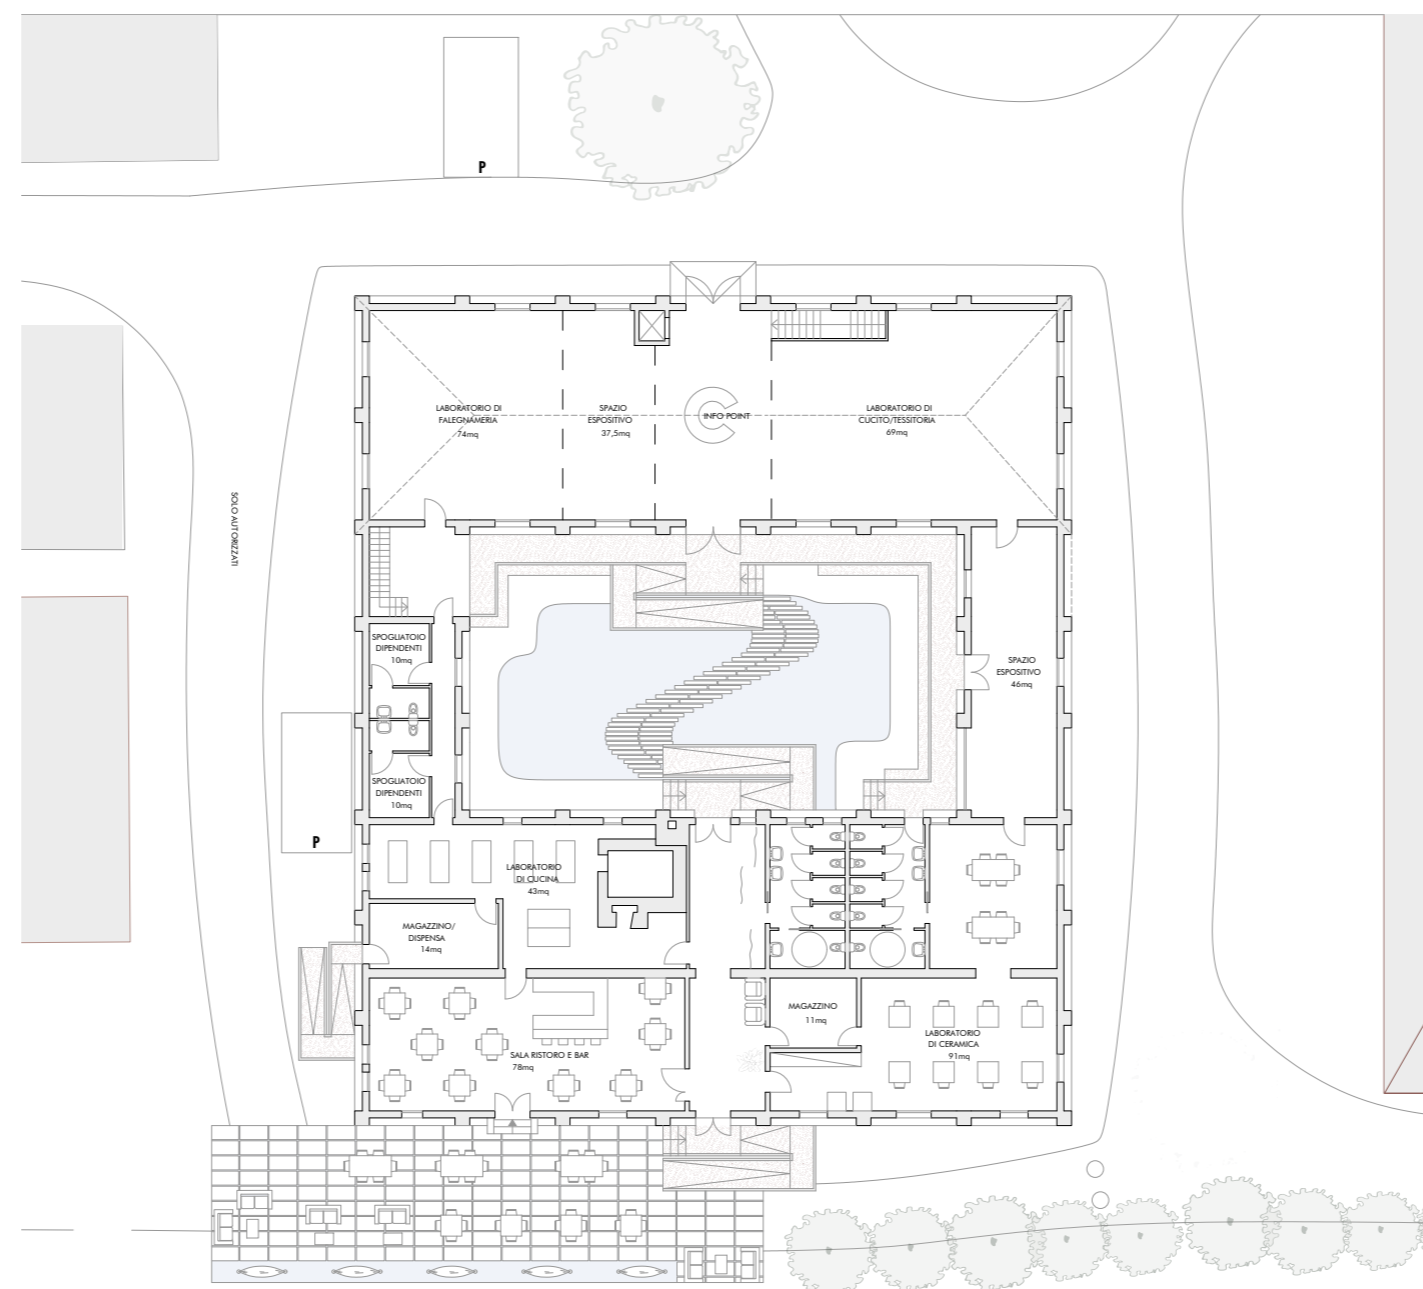 P
LABORATORIO DI
FALEGNAMERIA
74mq
SPAZIO
ESPOSITIVO
37,5mq
INFO POINT
LABORATORIO DI
CUCITO/TESSITORIA
69mq
SOLO AUTORIZZATI
SPOGLIATOIO
DIPENDENTI
10mq
SPAZIO
ESPOSITIVO
46mq
SPOGLIATOIO
DIPENDENTI
10mq
P
LABORATORIO
DI CUCINA
43mq
MAGAZZINO/
DISPENSA
14mq
MAGAZZINO
11mq
LABORATORIO
DI CERAMICA
91mq
SALA RISTORO E BAR
78mq